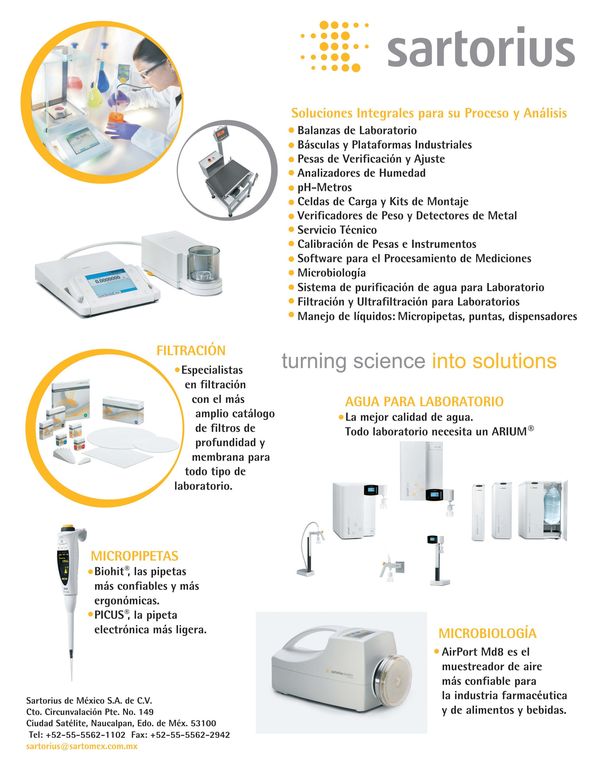 sartorius
Soluciones Integrales para su Proceso y Análisis
Balanzas de Laboratorio
Básculas y Plataformas Industriales
Pesas de Verificación y Ajuste
Analizadores de Humedad
pH-Metros
Celdas de Carga y Kits de Montaje
Verificadores de Peso y Detectores de Metal
Servicio Técnico
Calibración de Pesas e Instrumentos
Software para el Procesamiento de Mediciones
Microbiología
Sistema de purificación de agua para Laboratorio
Filtración y Ultrafiltración para Laboratorios
Manejo de líquidos: Micropipetas, puntas, dispensadores
0.0000000
turning science into solutions
FILTRACIÓN
Especialistas
en filtración
con el más
amplio catálogo
de filtros de
profundidad y
membrana para
todo tipo de
laboratorio.
AGUA PARA LABORATORIO
La mejor calidad de agua.
Todo laboratorio necesita un ARIUM®
MICROPIPETAS
Biohit®, las pipetas
más confiables y más
ergonómicas.
PICUS®, la pipeta
electrónica más ligera.
MICROBIOLOGÍA
AirPort Md8 es el
muestreador de aire
más confiable para
la industria farmacéutica
y de alimentos y bebidas.
Sartorius de México S.A. de C.V.
Cto. Circunvalación Pte. No. 149
Ciudad Satélite, Naucalpan, Edo. de Méx. 53100
Tel: +52-55-5562-1102 Fax: +52-55-5562-2942
sartorius@sartomex.com.mx